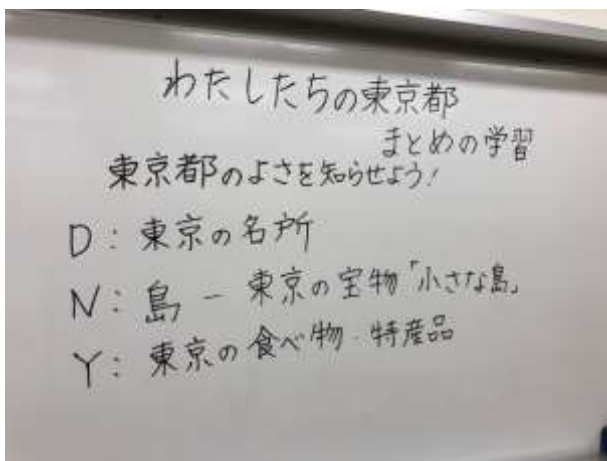 わたしたちの東京都
まとめの学習
東京都のよさを知らせよう!
D：東京の名所
N：島－東京の宝物「小さな島」
Y：東京の食べ物・特産品